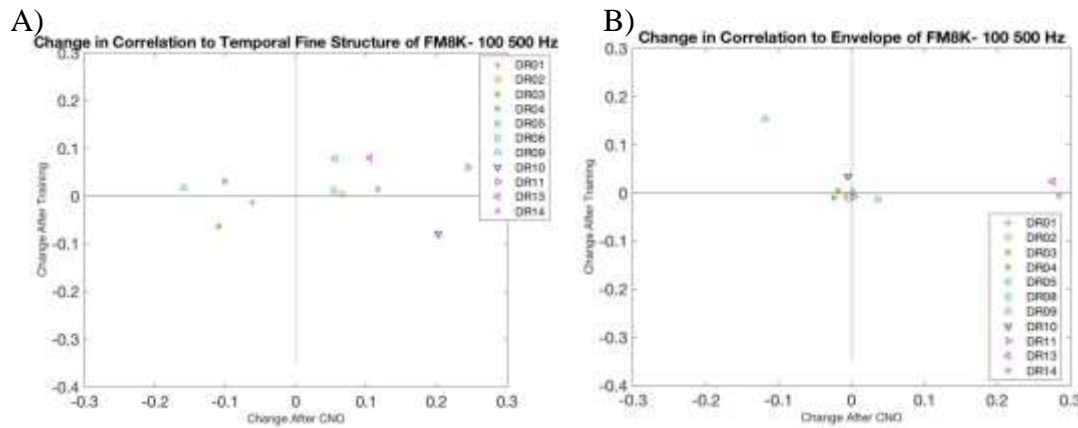 A)
Change in Correlation to Temporal Fine Structure of FM8K- 100 500 Hz
0.3
0.2
0.1
0
-0.1
-0.2
-0.3
-0.4
Change After Training
-0.3
-0.2
-0.1
0
0.1
0.2
0.3
Change After CNO
DR01
DR02
DR03
DR04
DR05
DR08
DR09
DR10
DR11
DR13
DR14
B)
Change in Correlation to Envelope of FM8K- 100 500 Hz
0.3
0.2
0.1
0
-0.1
-0.2
-0.3
-0.4
Change After Training
-0.3
-0.2
-0.1
0
0.1
0.2
0.3
Change After CNO
DR01
DR02
DR03
DR04
DR05
DR08
DR09
DR10
DR11
DR13
DR14